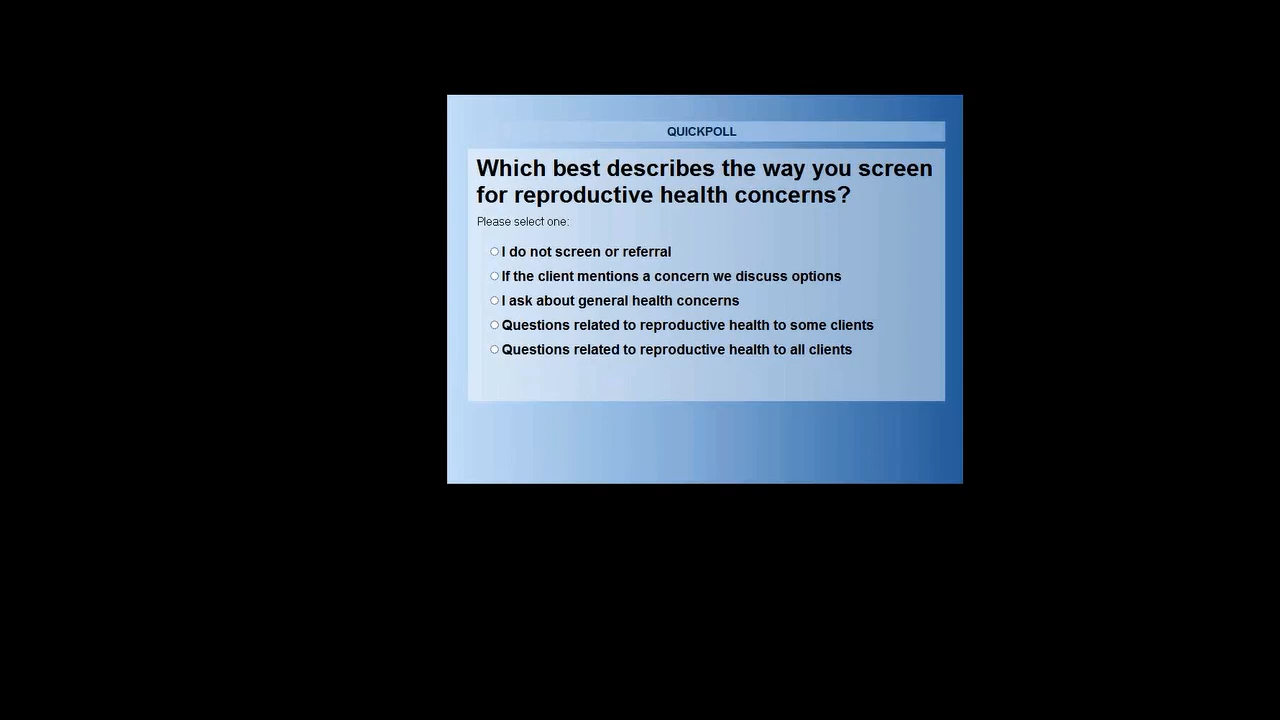 QUICKPOLL
Which best describes the way you screen
for reproductive health concerns?
Please select one:
I do not screen or referral
If the client mentions a concern we discuss options
I ask about general health concerns
Questions related to reproductive health to some clients
Questions related to reproductive health to all clients